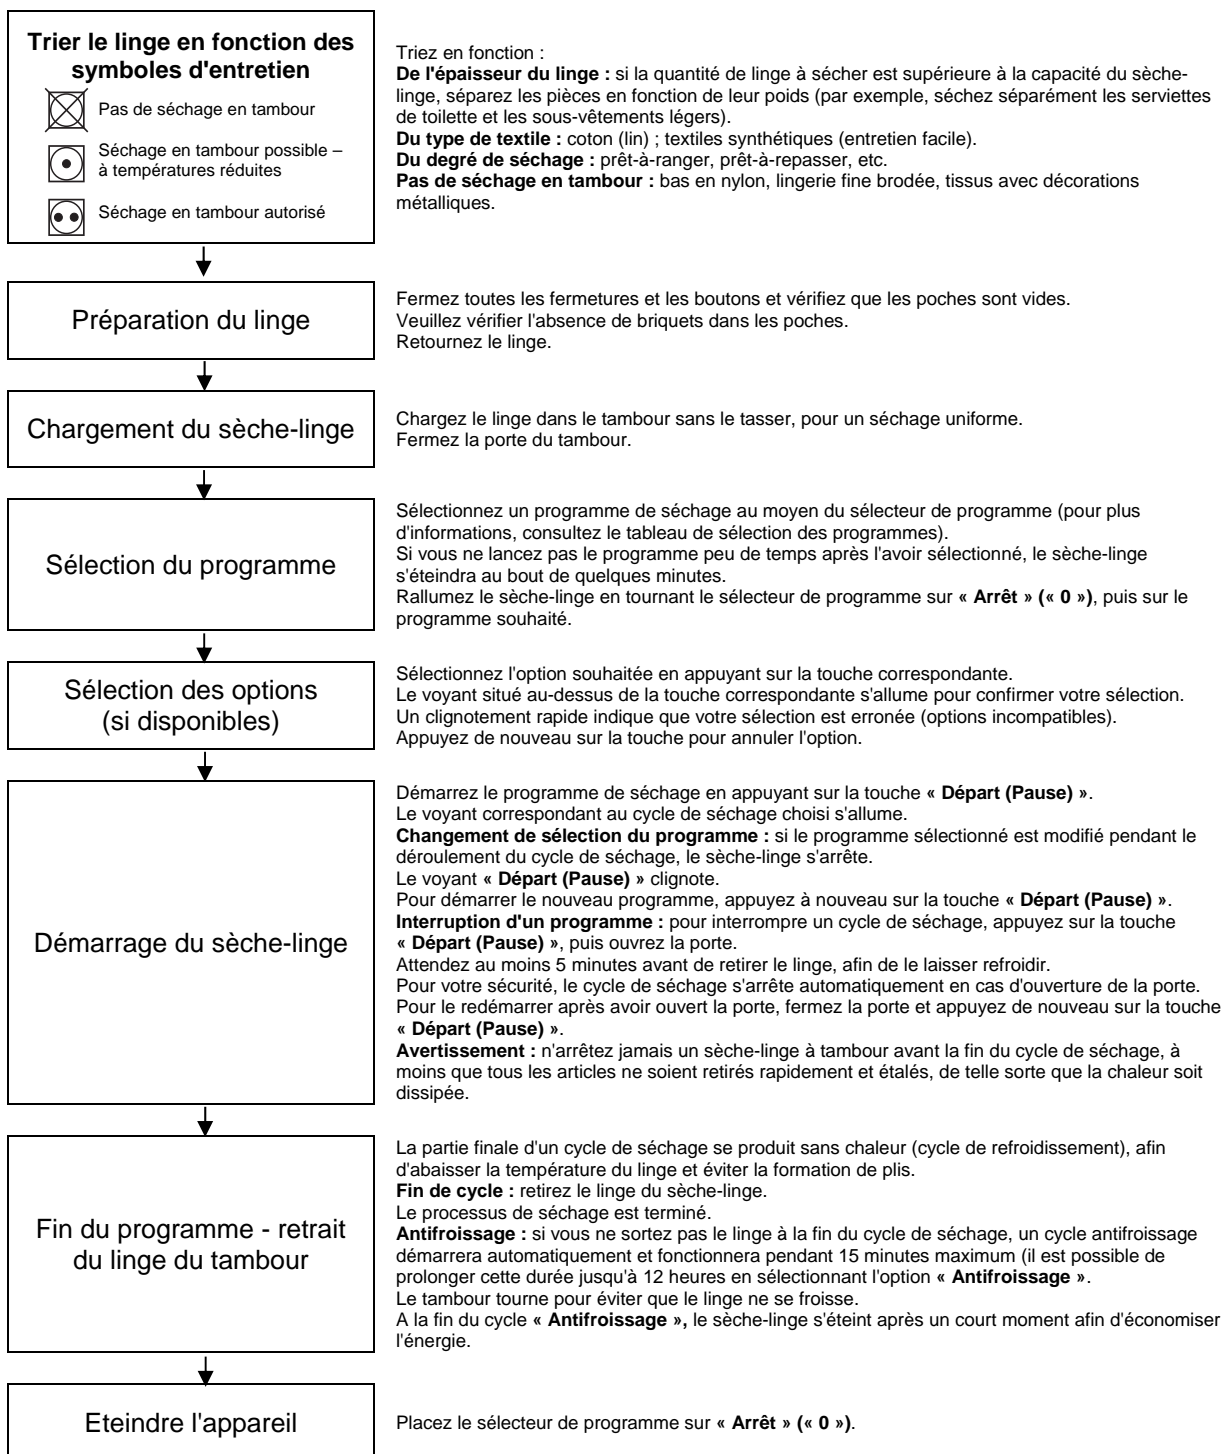 Trier le linge en fonction des
symboles d'entretien
Pas de séchage en tambour
Séchage en tambour possible –
à températures réduites
Séchage en tambour autorisé
Triez en fonction :
De l'épaisseur du linge : si la quantité de linge à sécher est supérieure à la capacité du sèche-
linge, séparez les pièces en fonction de leur poids (par exemple, séchez séparément les serviettes
de toilette et les sous-vêtements légers).
Du type de textile : coton (lin) ; textiles synthétiques (entretien facile).
Du degré de séchage : prêt-à-ranger, prêt-à-repasser, etc.
Pas de séchage en tambour : bas en nylon, lingerie fine brodée, tissus avec décorations
métalliques.
Préparation du linge
Fermez toutes les fermetures et les boutons et vérifiez que les poches sont vides.
Veuillez vérifier l'absence de briquets dans les poches.
Retournez le linge.
Chargement du sèche-linge
Chargez le linge dans le tambour sans le tasser, pour un séchage uniforme.
Fermez la porte du tambour.
Sélection du programme
Sélectionnez un programme de séchage au moyen du sélecteur de programme (pour plus
d'informations, consultez le tableau de sélection des programmes).
Si vous ne lancez pas le programme peu de temps après l'avoir sélectionné, le sèche-linge
s'éteindra au bout de quelques minutes.
Rallumez le sèche-linge en tournant le sélecteur de programme sur « Arrêt » (« 0 »), puis sur le
programme souhaité.
Sélection des options
(si disponibles)
Sélectionnez l'option souhaitée en appuyant sur la touche correspondante.
Le voyant situé au-dessus de la touche correspondante s'allume pour confirmer votre sélection.
Un clignotement rapide indique que votre sélection est erronée (options incompatibles).
Appuyez de nouveau sur la touche pour annuler l'option.
Démarrage du sèche-linge
Démarrez le programme de séchage en appuyant sur la touche « Départ (Pause) ».
Le voyant correspondant au cycle de séchage choisi s'allume.
Changement de sélection du programme : si le programme sélectionné est modifié pendant le
déroulement du cycle de séchage, le sèche-linge s'arrête.
Le voyant « Départ (Pause) » clignote.
Pour démarrer le nouveau programme, appuyez à nouveau sur la touche « Départ (Pause) ».
Interruption d'un programme : pour interrompre un cycle de séchage, appuyez sur la touche
« Départ (Pause) », puis ouvrez la porte.
Attendez au moins 5 minutes avant de retirer le linge, afin de le laisser refroidir.
Pour votre sécurité, le cycle de séchage s'arrête automatiquement en cas d'ouverture de la porte.
Pour le redémarrer après avoir ouvert la porte, fermez la porte et appuyez de nouveau sur la touche
« Départ (Pause) ».
Avertissement : n'arrêtez jamais un sèche-linge à tambour avant la fin du cycle de séchage, à
moins que tous les articles ne soient retirés rapidement et étalés, de telle sorte que la chaleur soit
dissipée.
Fin du programme - retrait
du linge du tambour
La partie finale d'un cycle de séchage se produit sans chaleur (cycle de refroidissement), afin
d'abaisser la température du linge et éviter la formation de plis.
Fin de cycle : retirez le linge du sèche-linge.
Le processus de séchage est terminé.
Antifroissage : si vous ne sortez pas le linge à la fin du cycle de séchage, un cycle antifroissage
démarrera automatiquement et fonctionnera pendant 15 minutes maximum (il est possible de
prolonger cette durée jusqu'à 12 heures en sélectionnant l'option « Antifroissage ».
Le tambour tourne pour éviter que le linge ne se froisse.
A la fin du cycle « Antifroissage », le sèche-linge s'éteint après un court moment afin d'économiser
l'énergie.
Eteindre l'appareil
Placez le sélecteur de programme sur « Arrêt » (« 0 »).